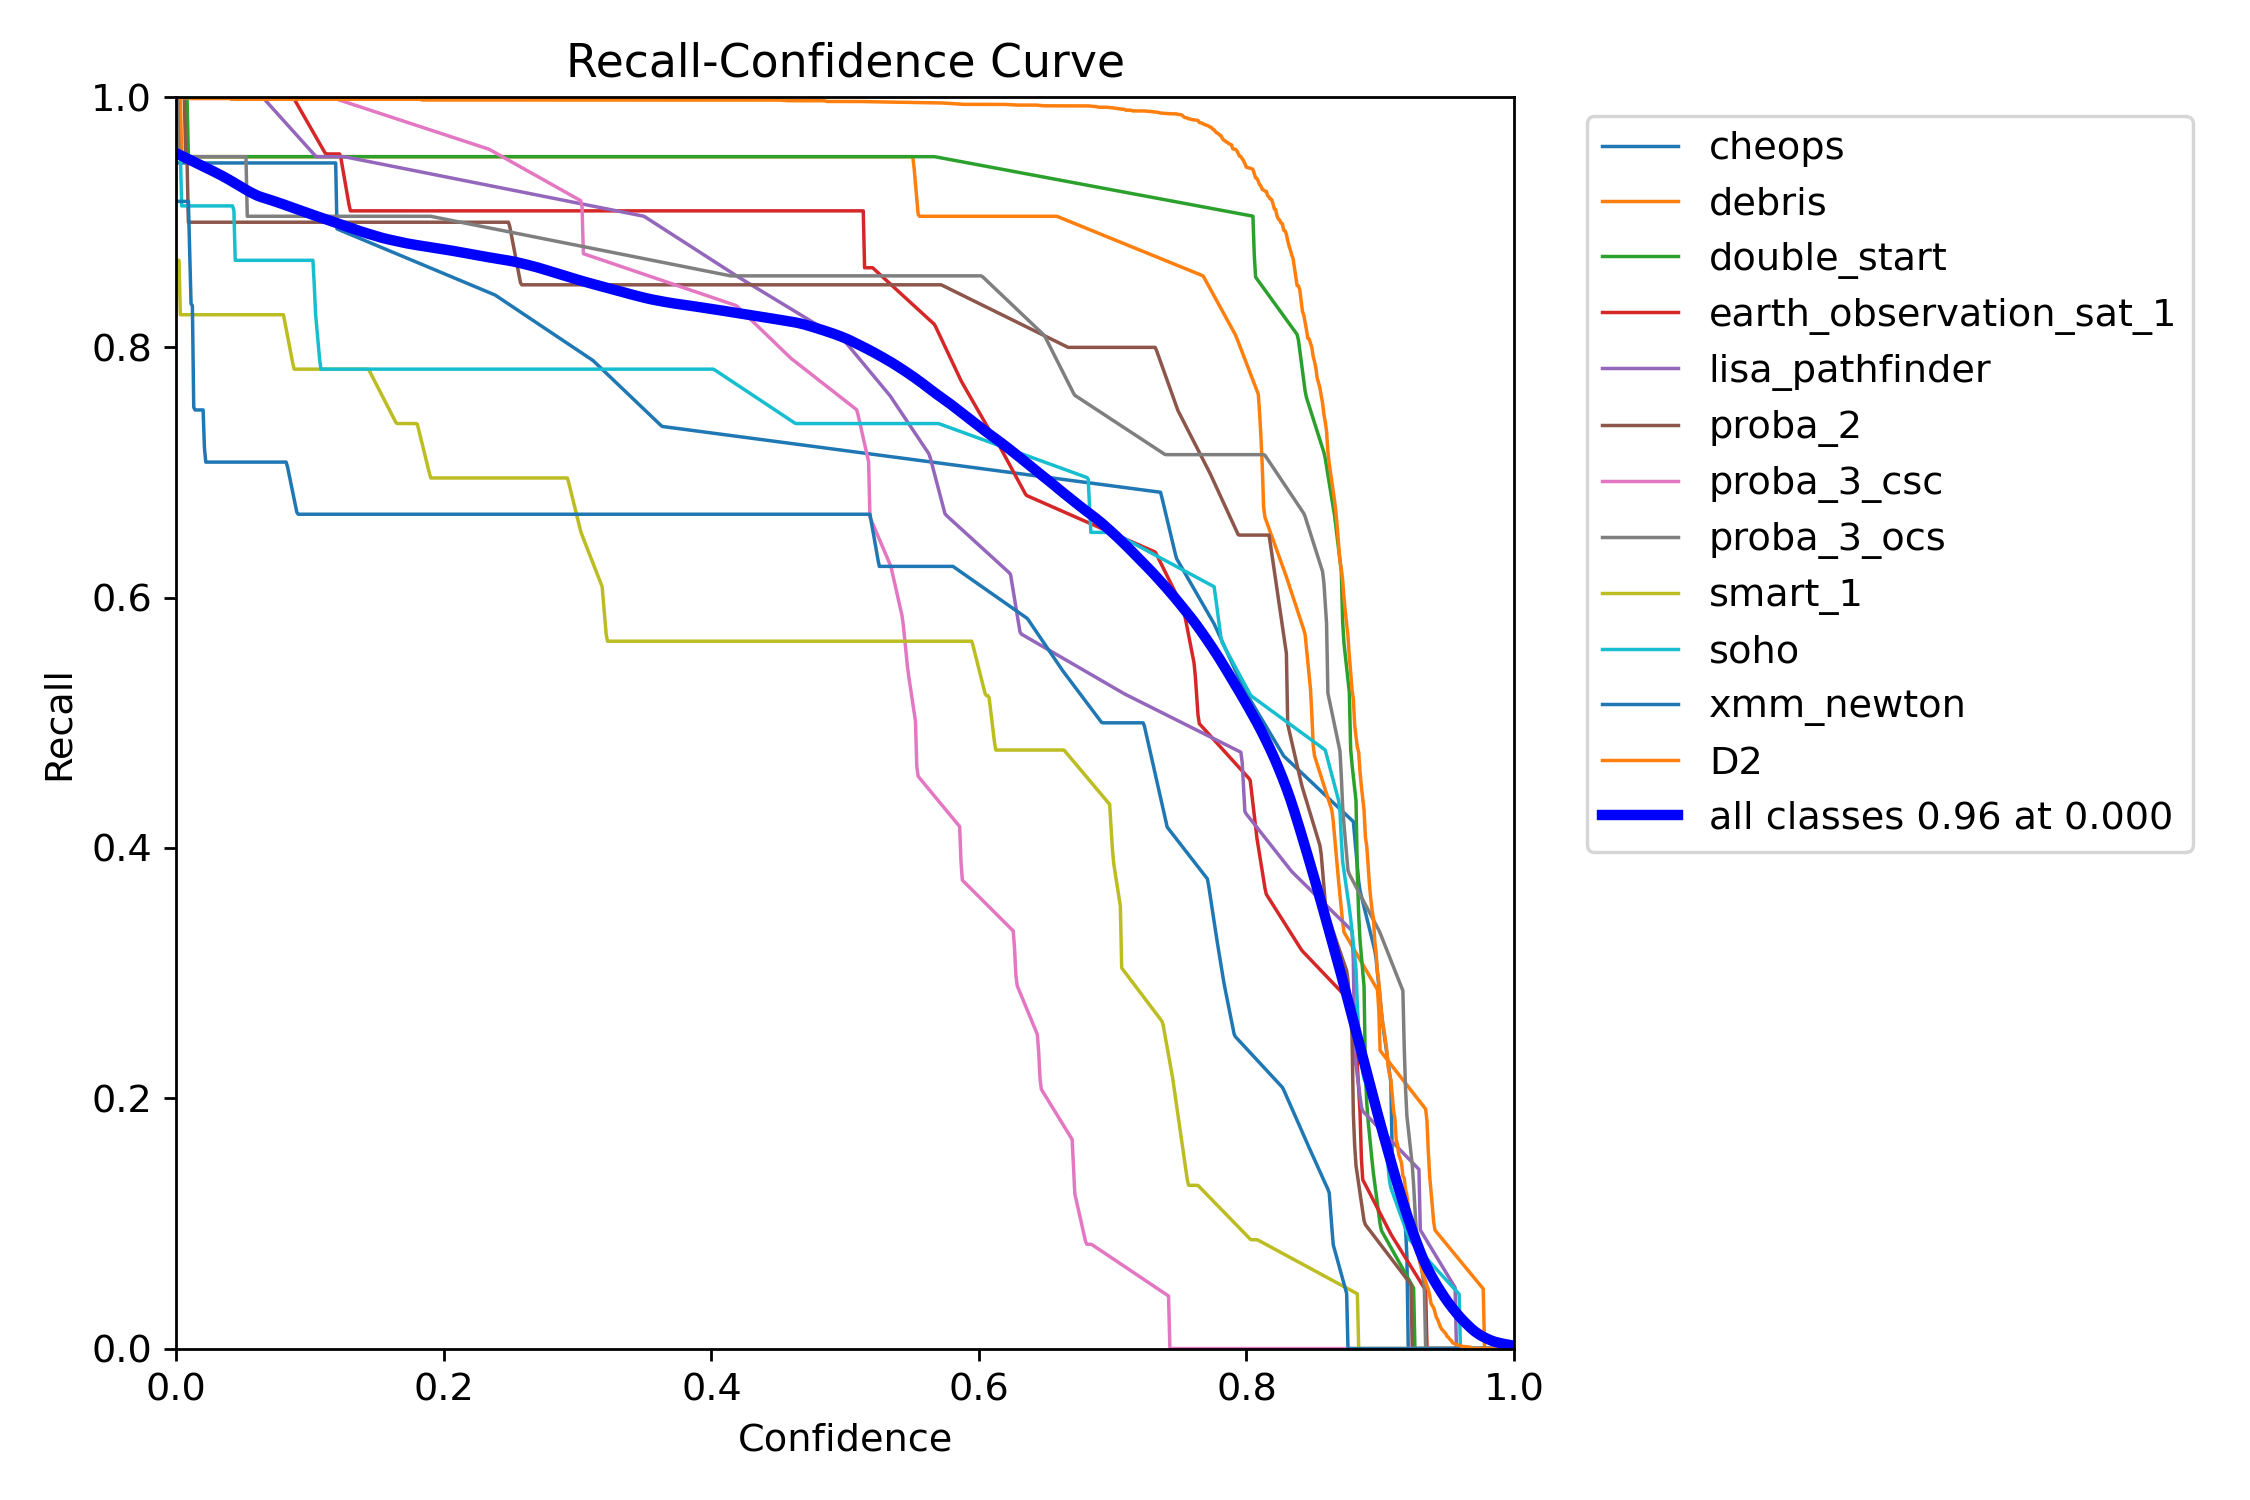 Recall-Confidence Curve
1.0
0.8
0.6
0.4
0.2
0.0
Recall
0.0 0.2 0.4 0.6 0.8 1.0
Confidence
cheops
debris
double_start
earth_observation_sat_1
lisa_pathfinder
proba_2
proba_3_csc
proba_3_ocs
smart_1
soho
xmm_newton
D2
all classes 0.96 at 0.000